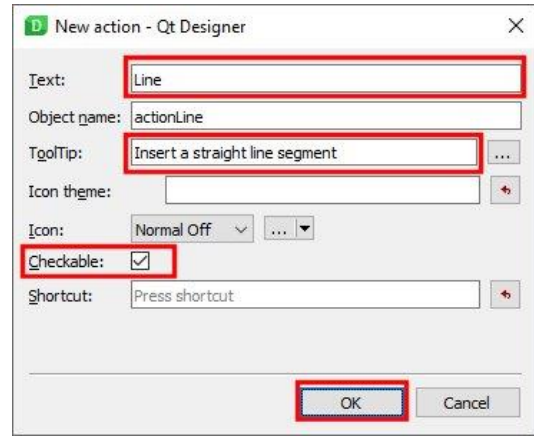 D New action - Qt Designer
Text: Line
Object name: actionLine
ToolTip: Insert a straight line segment ...
Icon theme:
Icon: Normal Off ...
Checkable:
Shortcut: Press shortcut
OK Cancel